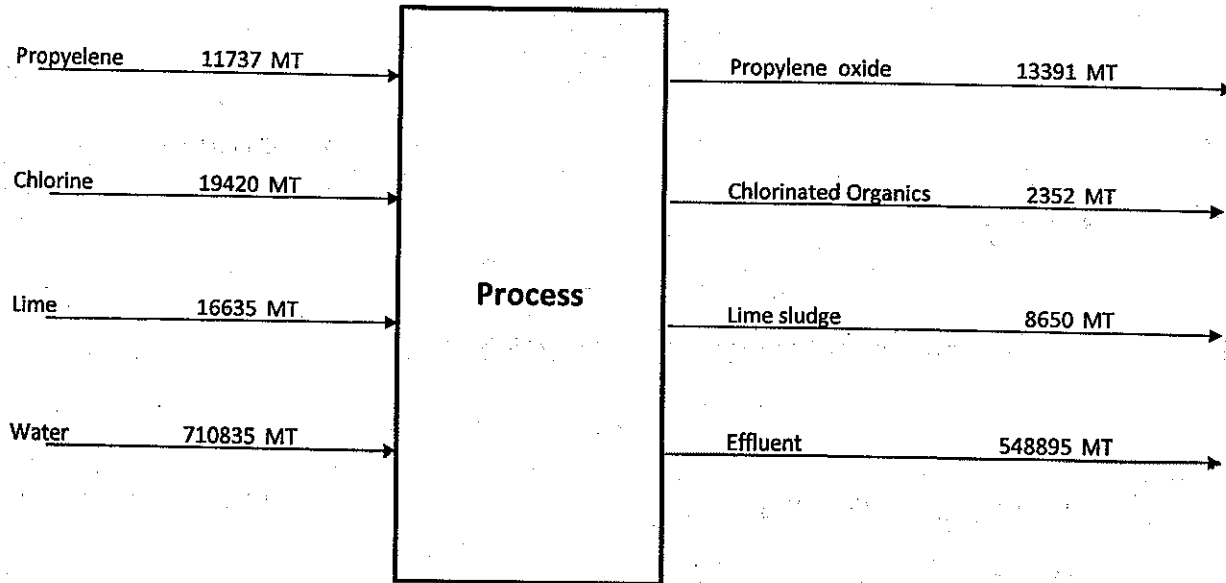 Propyelene 11737 MT
Chlorine 19420 MT
Lime 16635 MT
Water 710835 MT
Process
Propylene oxide 13391 MT
Chlorinated Organics 2352 MT
Lime sludge 8650 MT
Effluent 548895 MT